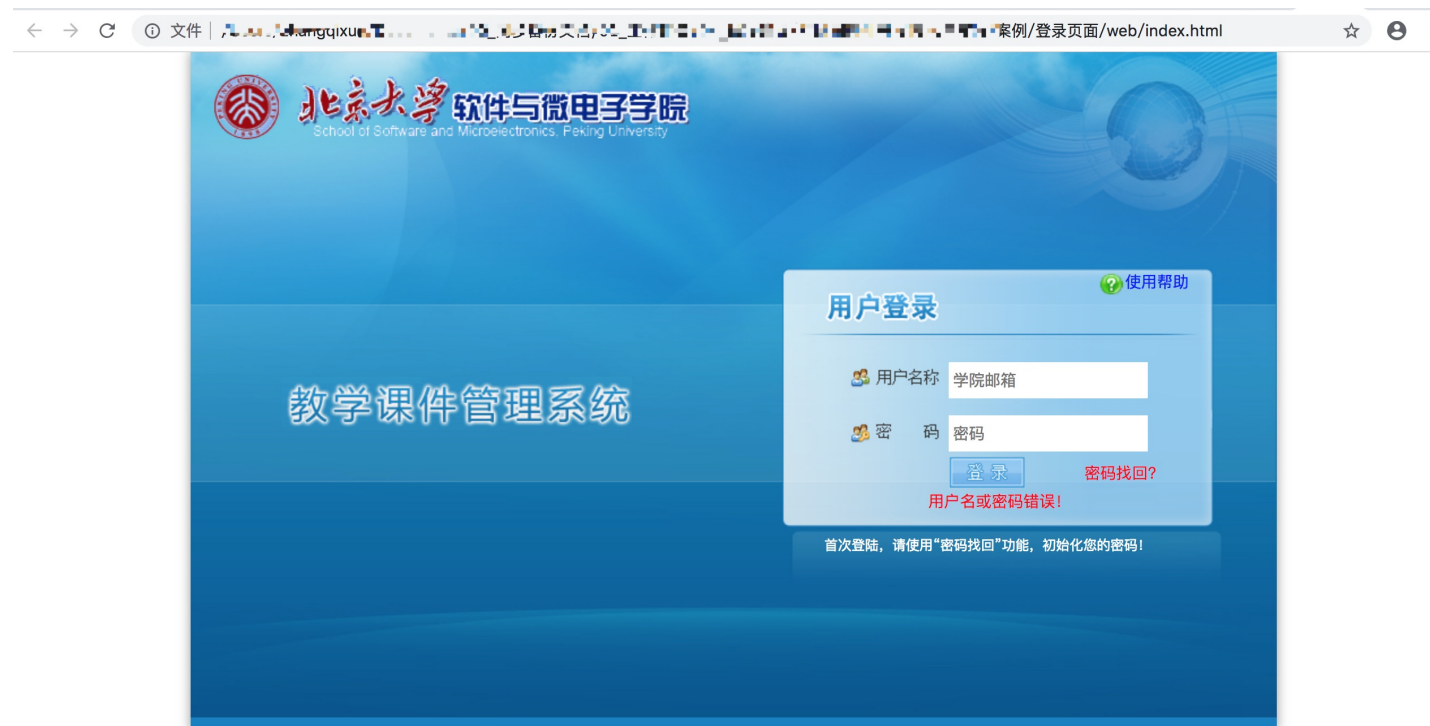 文件
案例/登录页面/web/index.html
北京大学 软件与微电子学院
School of Software and Microelectronics, Peking University
使用帮助
用户登录
用户名称 学院邮箱
教学课件管理系统
密 码 密码
登 录 密码找回?
用户名或密码错误!
首次登陆，请使用“密码找回”功能，初始化您的密码!